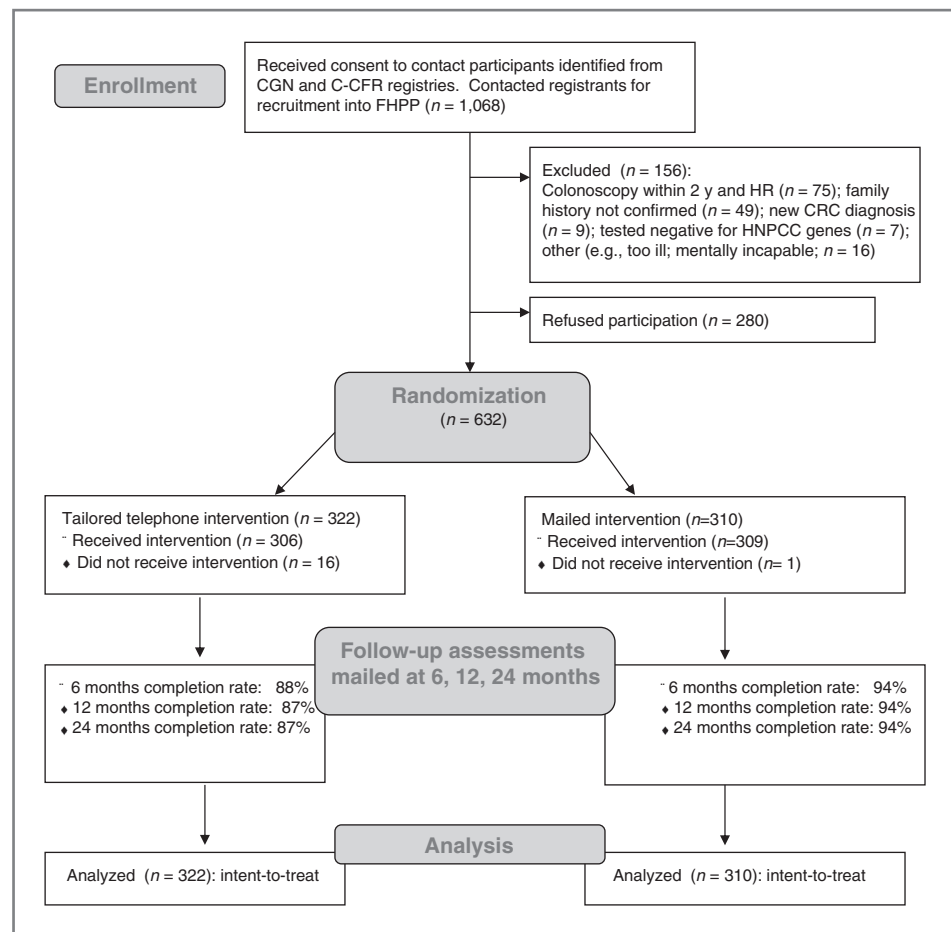 Enrollment
Received consent to contact participants identified from
CGN and C-CFR registries. Contacted registrants for
recruitment into FHPP (n = 1,068)
Excluded (n = 156):
Colonoscopy within 2 y and HR (n = 75); family
history not confirmed (n = 49); new CRC diagnosis
(n = 9); tested negative for HNPCC genes (n = 7);
other (e.g., too ill; mentally incapable; n = 16)
Refused participation (n = 280)
Randomization
(n = 632)
Tailored telephone intervention (n = 322)
¨ Received intervention (n = 306)
♦ Did not receive intervention (n = 16)
Mailed intervention (n=310)
¨ Received intervention (n=309)
♦ Did not receive intervention (n= 1)
Follow-up assessments
mailed at 6, 12, 24 months
¨ 6 months completion rate: 88%
♦ 12 months completion rate: 87%
♦ 24 months completion rate: 87%
¨ 6 months completion rate: 94%
♦ 12 months completion rate: 94%
♦ 24 months completion rate: 94%
Analysis
Analyzed (n = 322): intent-to-treat
Analyzed (n = 310): intent-to-treat